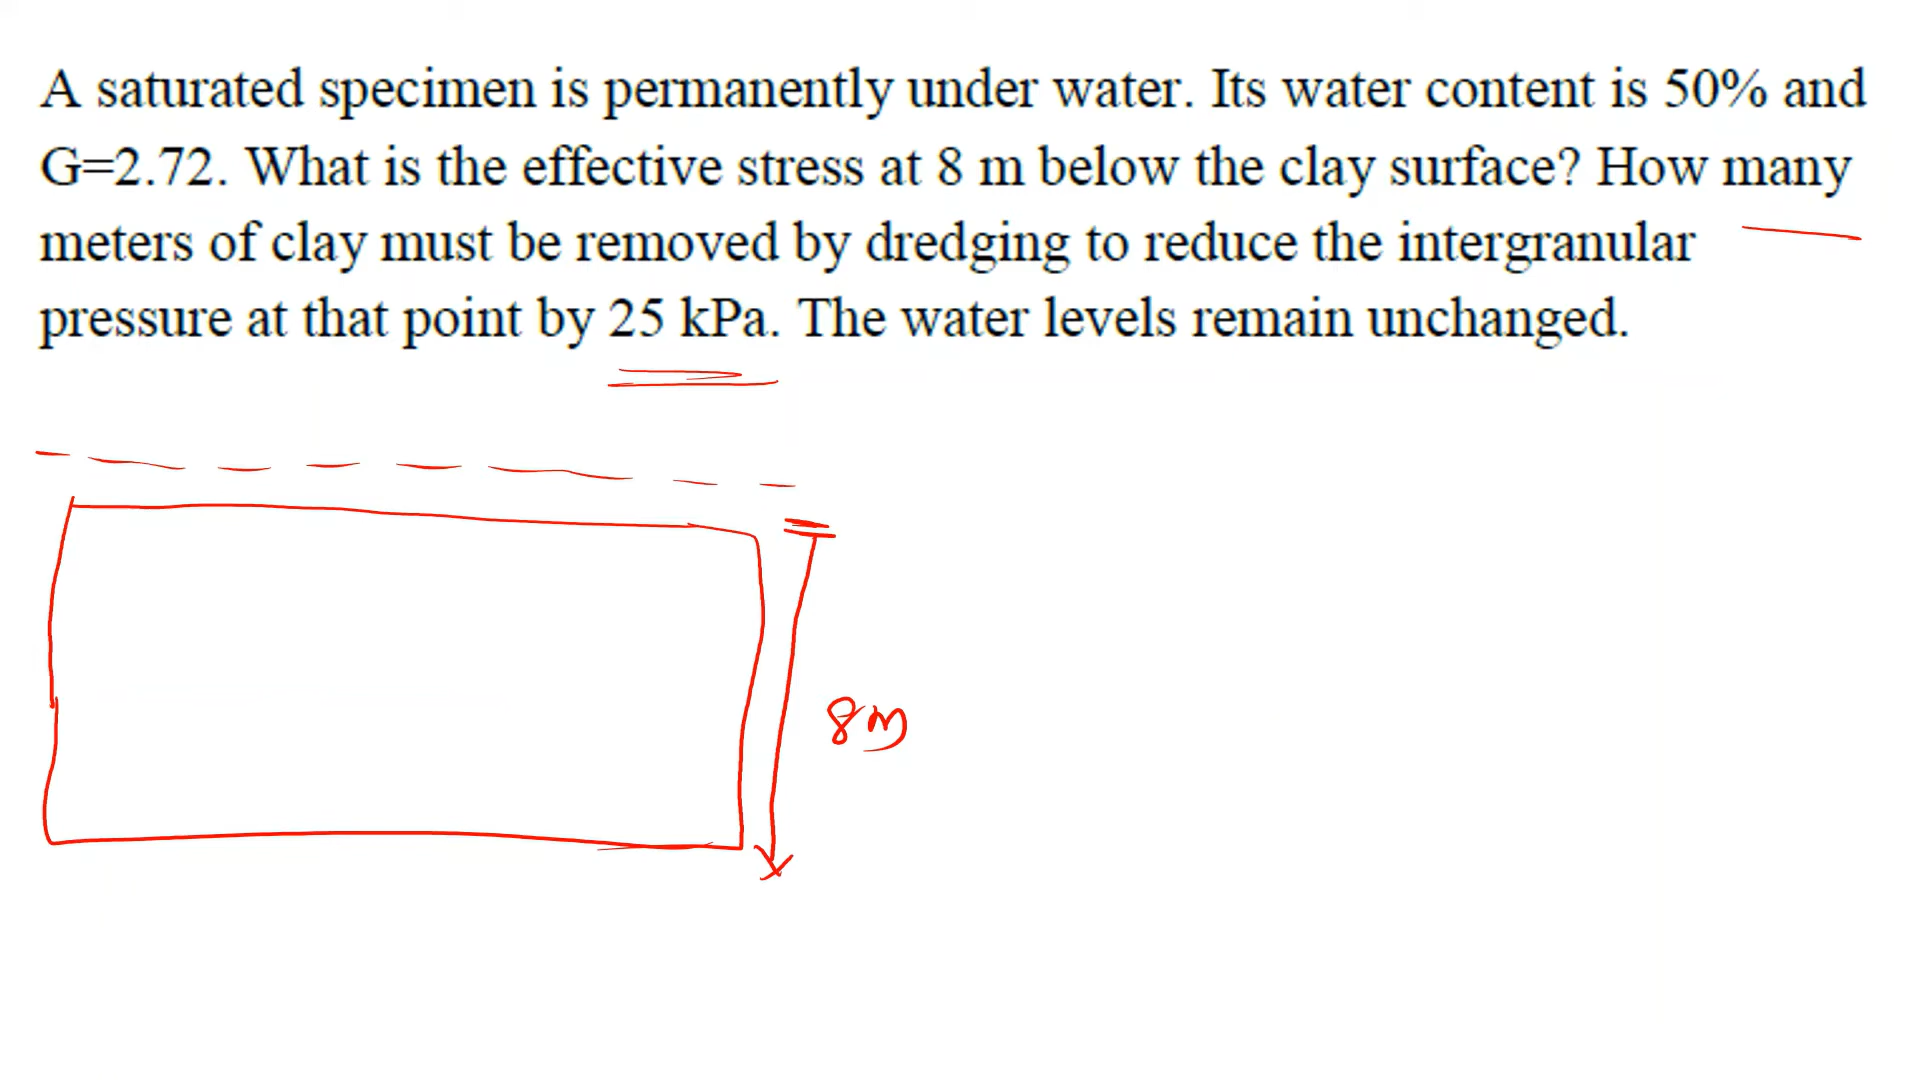 A saturated specimen is permanently under water. Its water content is 50% and
G=2.72. What is the effective stress at 8 m below the clay surface? How many
meters of clay must be removed by dredging to reduce the intergranular
pressure at that point by 25 kPa. The water levels remain unchanged.
8m